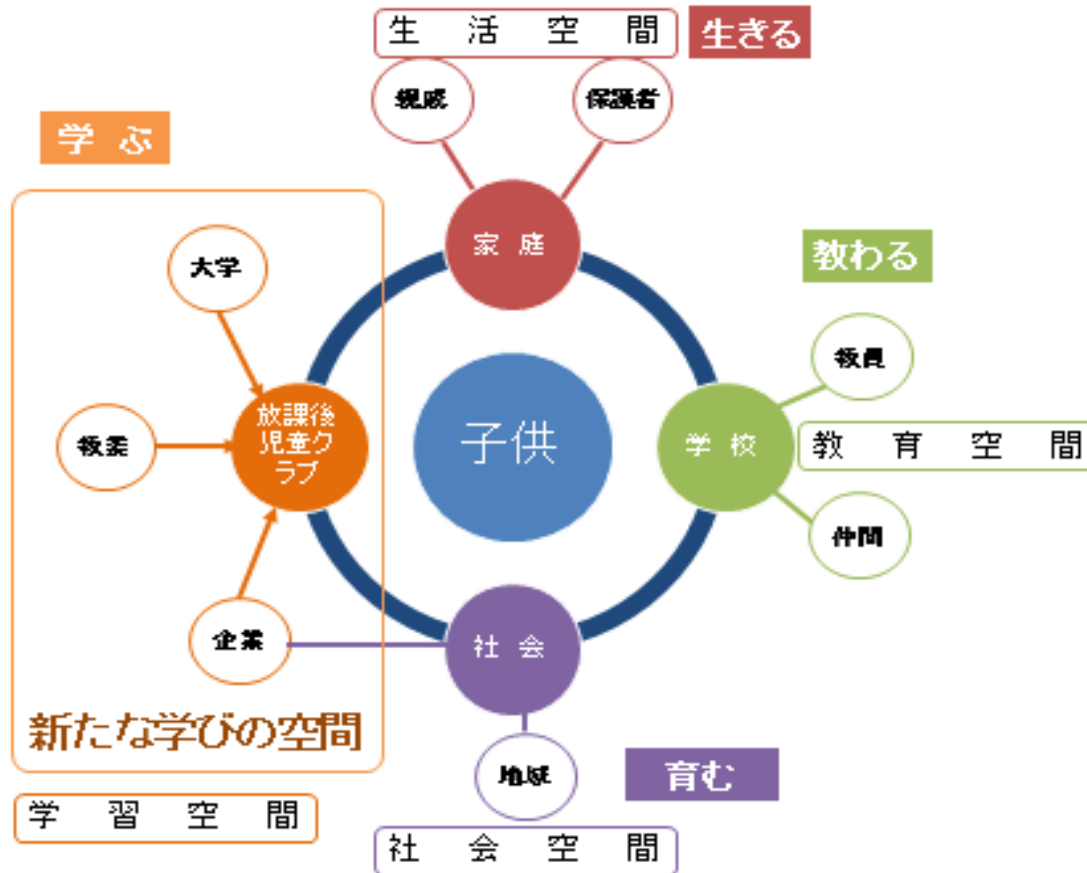 生活空間
生きる
親戚
保護者
学ぶ
家庭
大学
教わる
教員
放課後
児童ク
ラブ
子供
学校
教育空間
仲間
企業
社会
新たな学びの空間
地域
育む
学習空間
社会空間